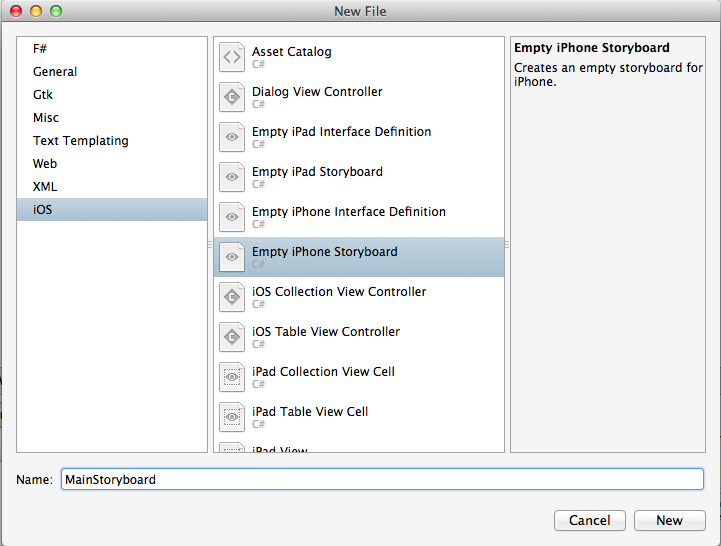 New File
F#
General
Gtk
Misc
Text Templating
Web
XML
iOS
Asset Catalog
C#
Dialog View Controller
C#
Empty iPad Interface Definition
C#
Empty iPad Storyboard
C#
Empty iPhone Interface Definition
C#
Empty iPhone Storyboard
C#
iOS Collection View Controller
C#
iOS Table View Controller
C#
iPad Collection View Cell
C#
iPad Table View Cell
C#
iPad View
Empty iPhone Storyboard
Creates an empty storyboard for
iPhone.
Name: MainStoryboard
Cancel New